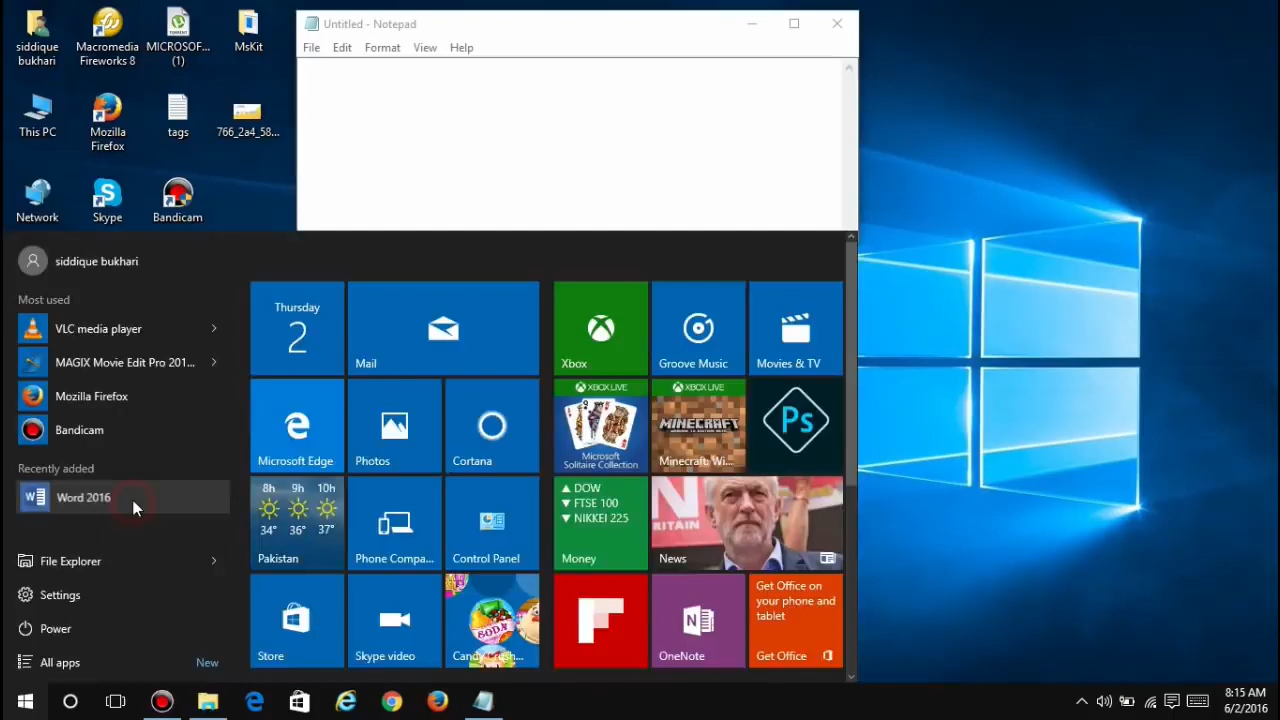 siddique
bukhari
Macromedia
Fireworks 8
MICROSOF...
(1)
MsKit
This PC
Mozilla
Firefox
tags
766_2a4_58...
Network
Skype
Bandicam
Untitled - Notepad
File Edit Format View Help
siddique bukhari
Most used
VLC media player
MAGIX Movie Edit Pro 201...
Mozilla Firefox
Bandicam
Recently added
Word 2016
File Explorer
Settings
Power
All apps New
Thursday
2
Mail
Microsoft Edge
Photos
Cortana
8h 9h 10h
34° 36° 37°
Pakistan
Phone Compa...
Control Panel
Store
Skype video
SODA
Candy Crush...
Xbox
Groove Music
Movies & TV
XBOX LIVE
Microsoft
Solitaire Collection
XBOX LIVE
MINECRAFT
Minecraft: Wi...
Ps
DOW
FTSE 100
NIKKEI 225
Money
RITAIN
News
OneNote
Get Office on
your phone and
tablet
Get Office
8:15 AM
6/2/2016